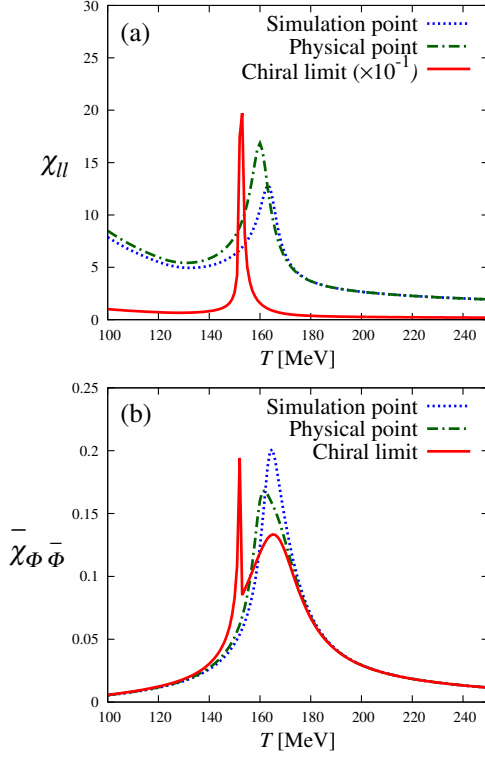 (a)
Simulation point
Physical point
Chiral limit (×10⁻¹)
χ_ll
30
25
20
15
10
5
0
100 120 140 160 180 200 220 240
T [MeV]
(b)
Simulation point
Physical point
Chiral limit
χ̄_ΦΦ̄
0.25
0.2
0.15
0.1
0.05
0
100 120 140 160 180 200 220 240
T [MeV]